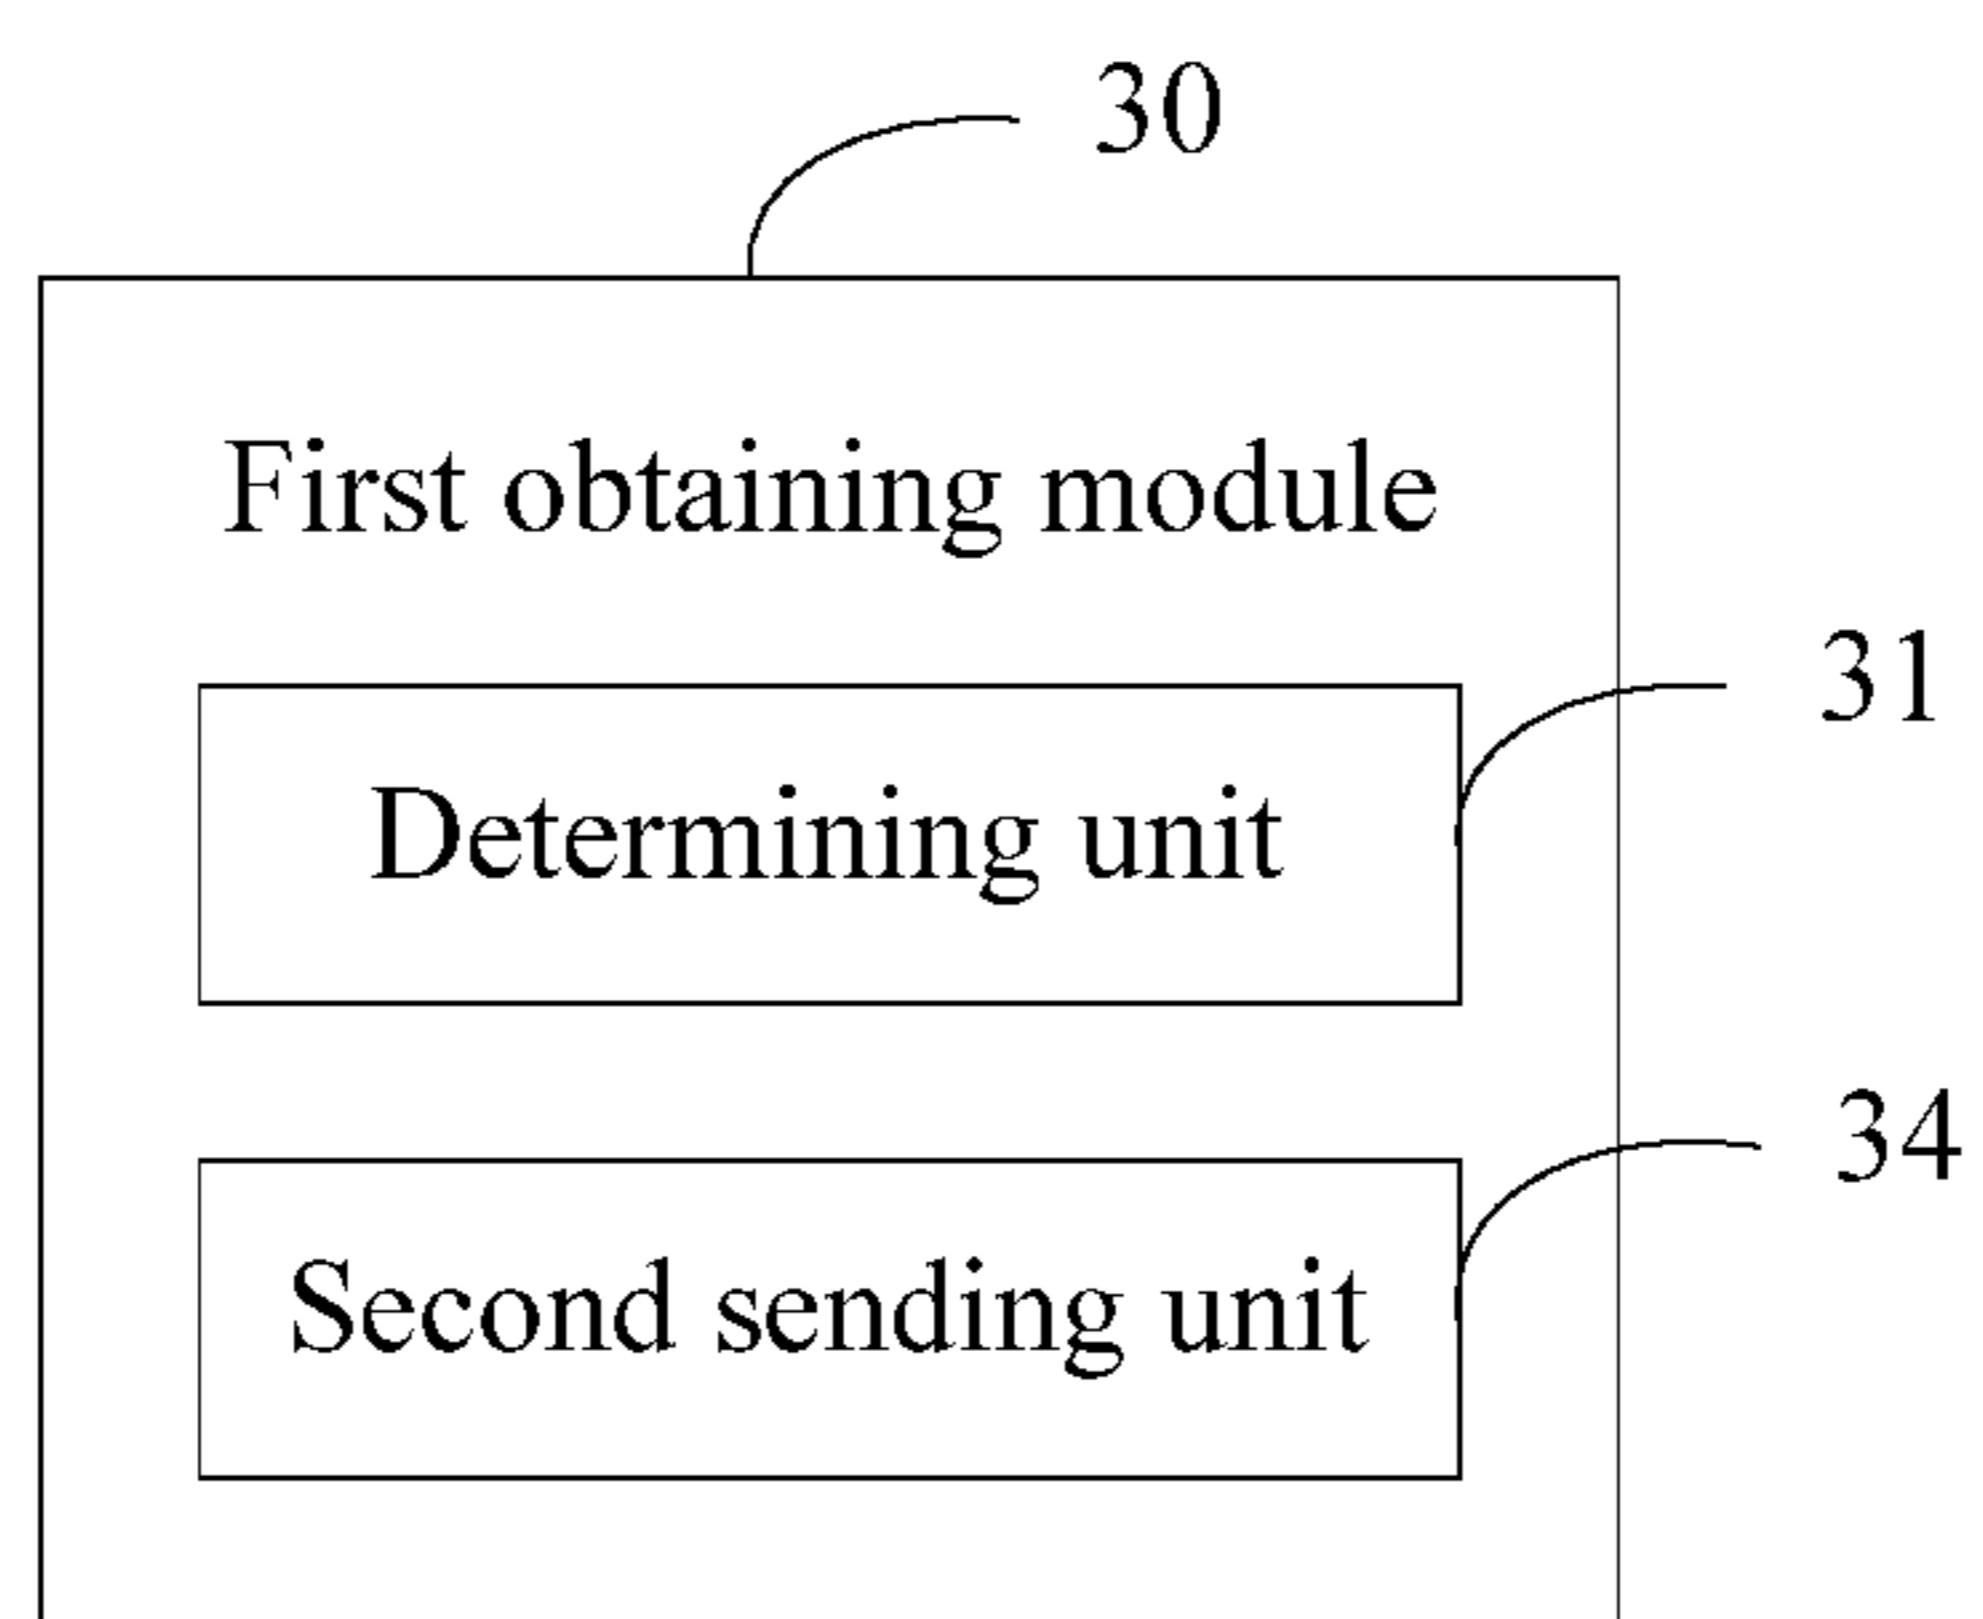 30
First obtaining module
31
Determining unit
34
Second sending unit